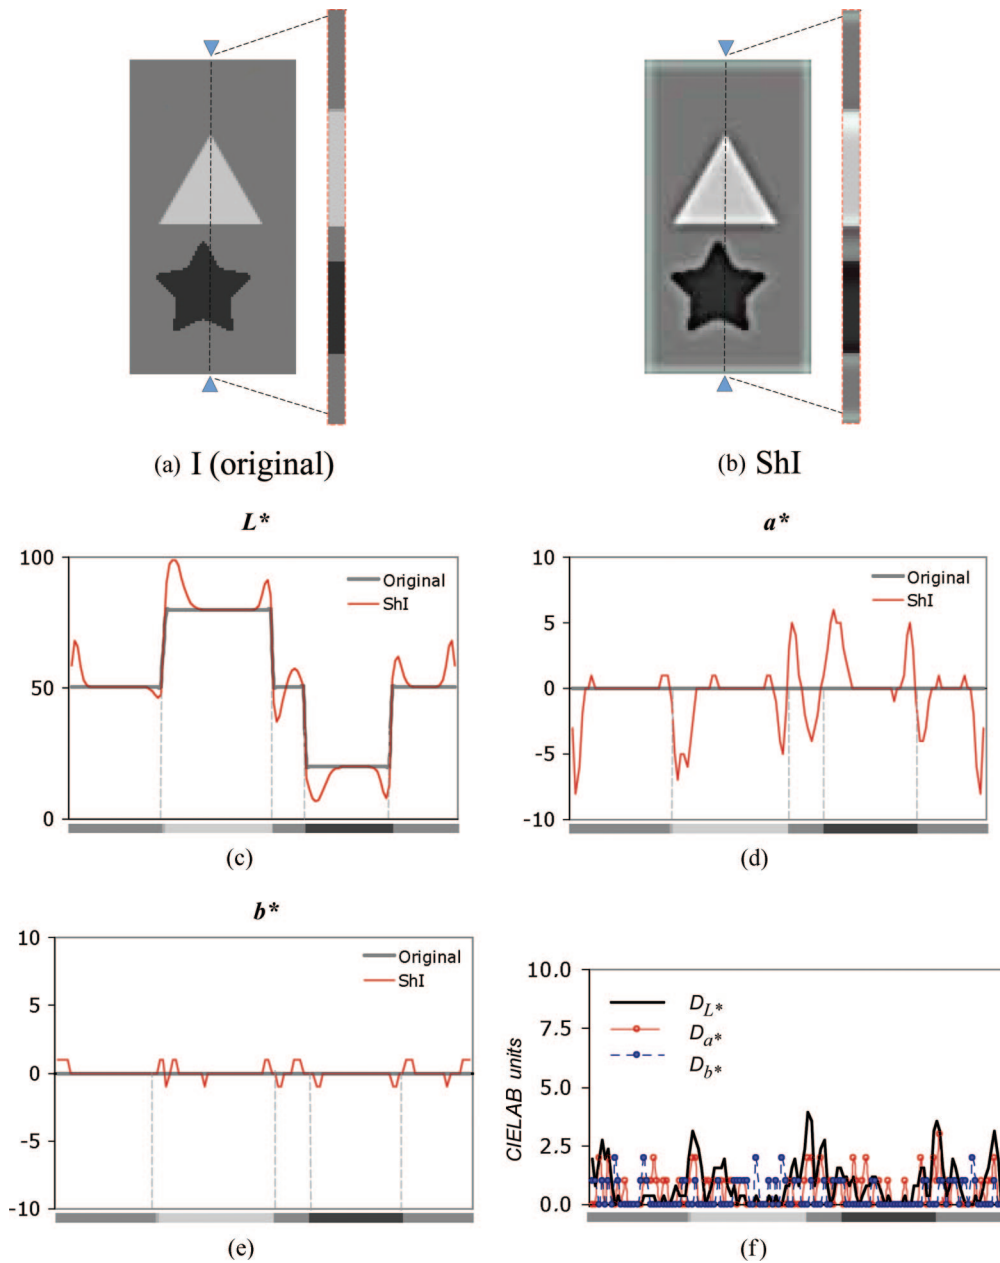 (a) I (original)
(b) ShI
L*
100
50
0
Original
ShI
(c)
a*
10
5
0
-5
-10
Original
ShI
(d)
b*
10
5
0
-5
-10
Original
ShI
(e)
CIELAB units
10.0
7.5
5.0
2.5
0.0
D_L*
D_a*
D_b*
(f)